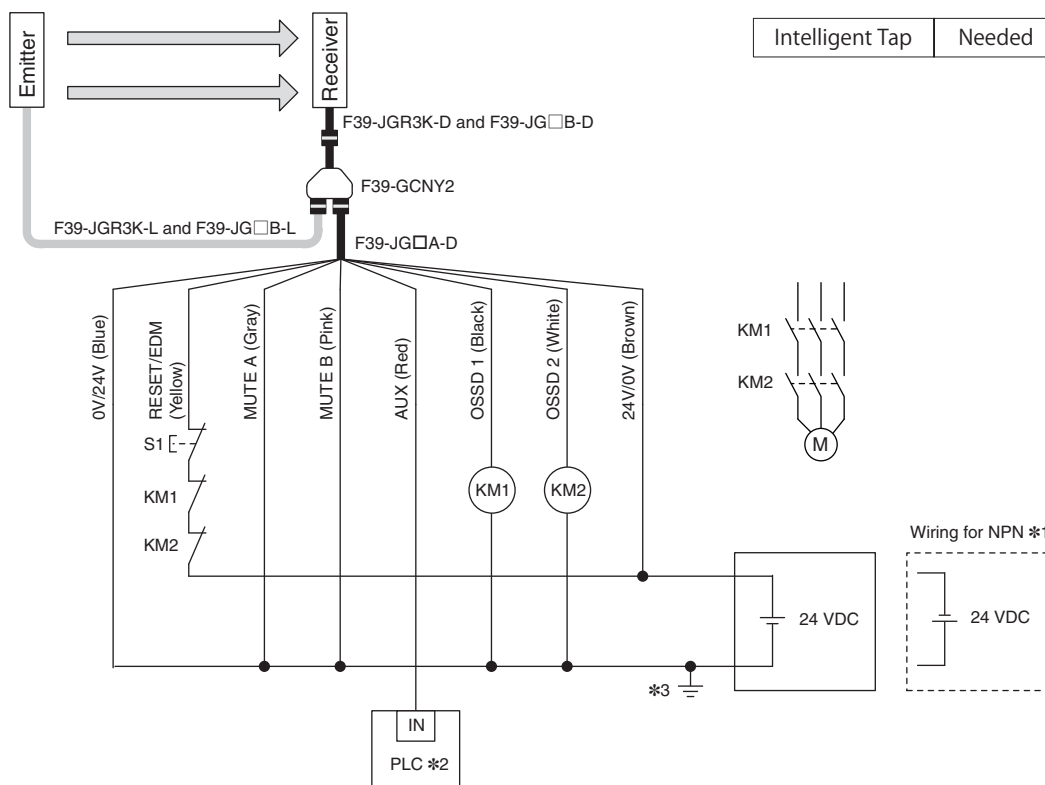 Emitter
Receiver
Intelligent Tap Needed
F39-JGR3K-D and F39-JG□B-D
F39-GCNY2
F39-JGR3K-L and F39-JG□B-L
F39-JG□A-D
0V/24V (Blue)
RESET/EDM
(Yellow)
MUTE A (Gray)
MUTE B (Pink)
AUX (Red)
OSSD 1 (Black)
OSSD 2 (White)
24V/0V (Brown)
KM1
KM2
M
S1
KM1
KM2
KM1
KM2
Wiring for NPN ✻1
24 VDC
24 VDC
✻3
IN
PLC ✻2